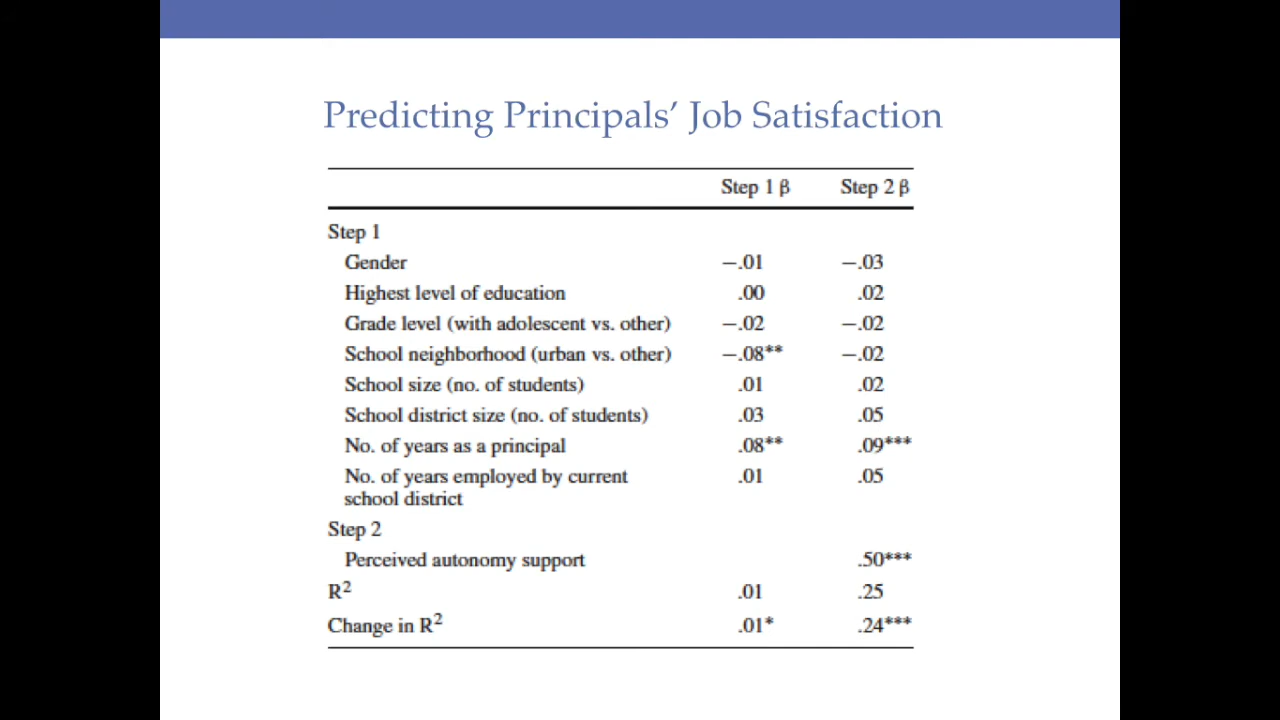 Predicting Principals’ Job Satisfaction
Step 1 β Step 2 β
Step 1
Gender −.01 −.03
Highest level of education .00 .02
Grade level (with adolescent vs. other) −.02 −.02
School neighborhood (urban vs. other) −.08** −.02
School size (no. of students) .01 .02
School district size (no. of students) .03 .05
No. of years as a principal .08** .09***
No. of years employed by current .01 .05
school district
Step 2
Perceived autonomy support .50***
R² .01 .25
Change in R² .01* .24***